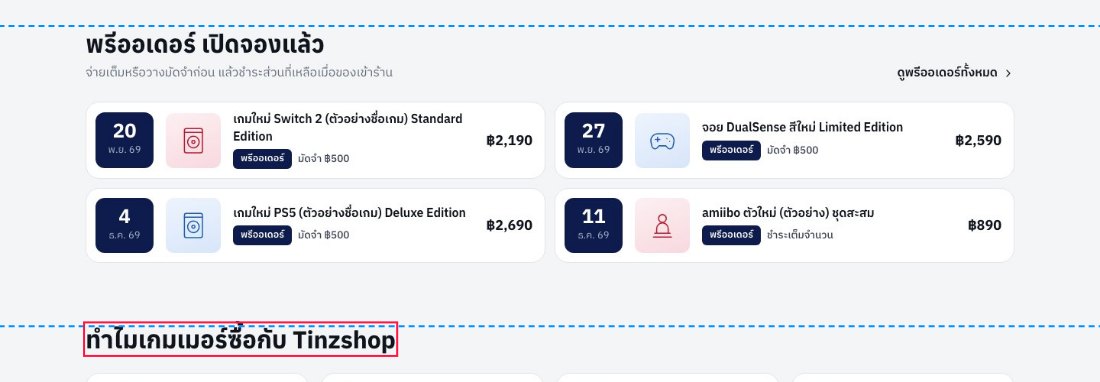 พรีออเดอร์ เปิดจองแล้ว
จ่ายเต็มหรือวางมัดจำก่อน แล้วชำระส่วนที่เหลือเมื่อของเข้าร้าน
ดูพรีออเดอร์ทั้งหมด
20
พ.ย. 69
เกมใหม่ Switch 2 (ตัวอย่างชื่อเกม) Standard
Edition
พรีออเดอร์ มัดจำ ฿500
฿2,190
27
พ.ย. 69
จอย DualSense สีใหม่ Limited Edition
พรีออเดอร์ มัดจำ ฿500
฿2,590
4
ธ.ค. 69
เกมใหม่ PS5 (ตัวอย่างชื่อเกม) Deluxe Edition
พรีออเดอร์ มัดจำ ฿500
฿2,690
11
ธ.ค. 69
amiibo ตัวใหม่ (ตัวอย่าง) ชุดสะสม
พรีออเดอร์ ชำระเต็มจำนวน
฿890
ทำไมเกมเมอร์ซื้อกับ Tinzshop